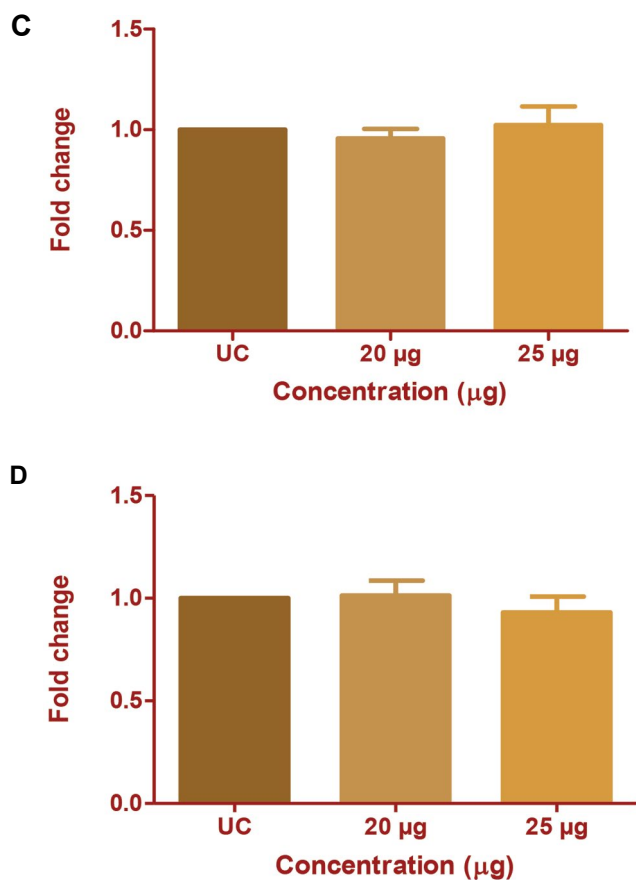 C
Fold change
1.5
1.0
0.5
0.0
UC 20 µg 25 µg
Concentration (µg)
D
Fold change
1.5
1.0
0.5
0.0
UC 20 µg 25 µg
Concentration (µg)